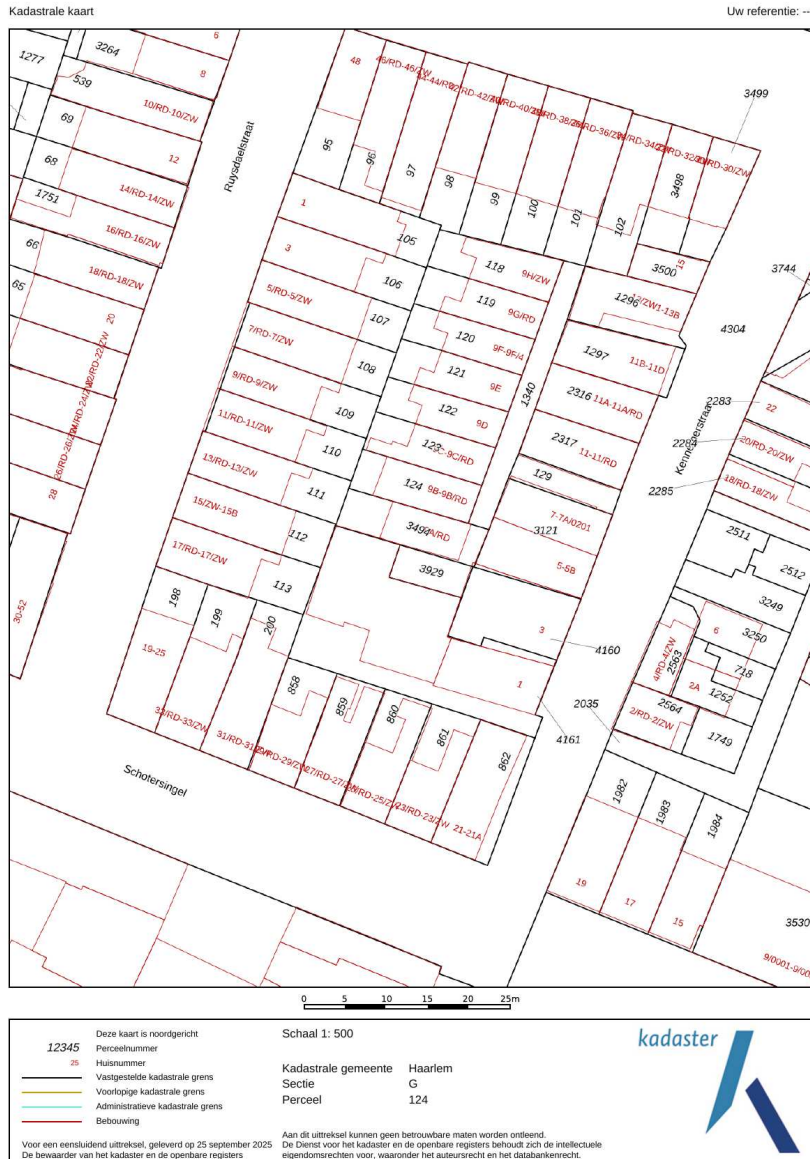 Kadastrale kaart
Uw referentie: --
3264
6
1277
48
8
539
3499
10/RD-10/ZW
69
95
96
97
98
99
100
101
102
3498
12
68
Ruysdaelstraat
14/RD-14/ZW
1751
1
16/RD-16/ZW
105
66
3
118
9H/ZW
15
3500
3744
18/RD-18/ZW
65
106
5/RD-5/ZW
119
9G/RD
1296
20
107
7/RD-7/ZW
120
9F-9F/4
4304
108
121
9E
1297
11B-11D
9/RD-9/ZW
1340
2316
11A-11A/RD
2283
22
109
122
9D
11/RD-11/ZW
Kennemerstraat
110
123
2317
11-11/RD
20/RD-20/ZW
13/RD-13/ZW
124
9B-9B/RD
129
2285
18/RD-18/ZW
28
111
15/ZW-15B
7-7A/0201
3494
3121
2511
112
17/RD-17/ZW
3929
5-5B
2512
113
198
199
200
3249
30-52
3
6
3250
4160
4/RD-4/ZW
2563
718
19-25
1
2A
1252
858
859
860
861
862
2035
2564
2/RD-2/ZW
33/RD-33/ZW
4161
1749
Schotersingel
1982
1983
1984
23/RD-23/ZW
21-21A
19
17
15
3530
0 5 10 15 20 25m
Deze kaart is noordgericht
12345 Perceelnummer
25 Huisnummer
Vastgestelde kadastrale grens
Voorlopige kadastrale grens
Administratieve kadastrale grens
Bebouwing
Schaal 1: 500
Kadastrale gemeente Haarlem
Sectie G
Perceel 124
kadaster
Voor een eensluidend uittreksel, geleverd op 25 september 2025
De bewaarder van het kadaster en de openbare registers
Aan dit uittreksel kunnen geen betrouwbare maten worden ontleend.
De Dienst voor het kadaster en de openbare registers behoudt zich de intellectuele
eigendomsrechten voor, waaronder het auteursrecht en het databankenrecht.